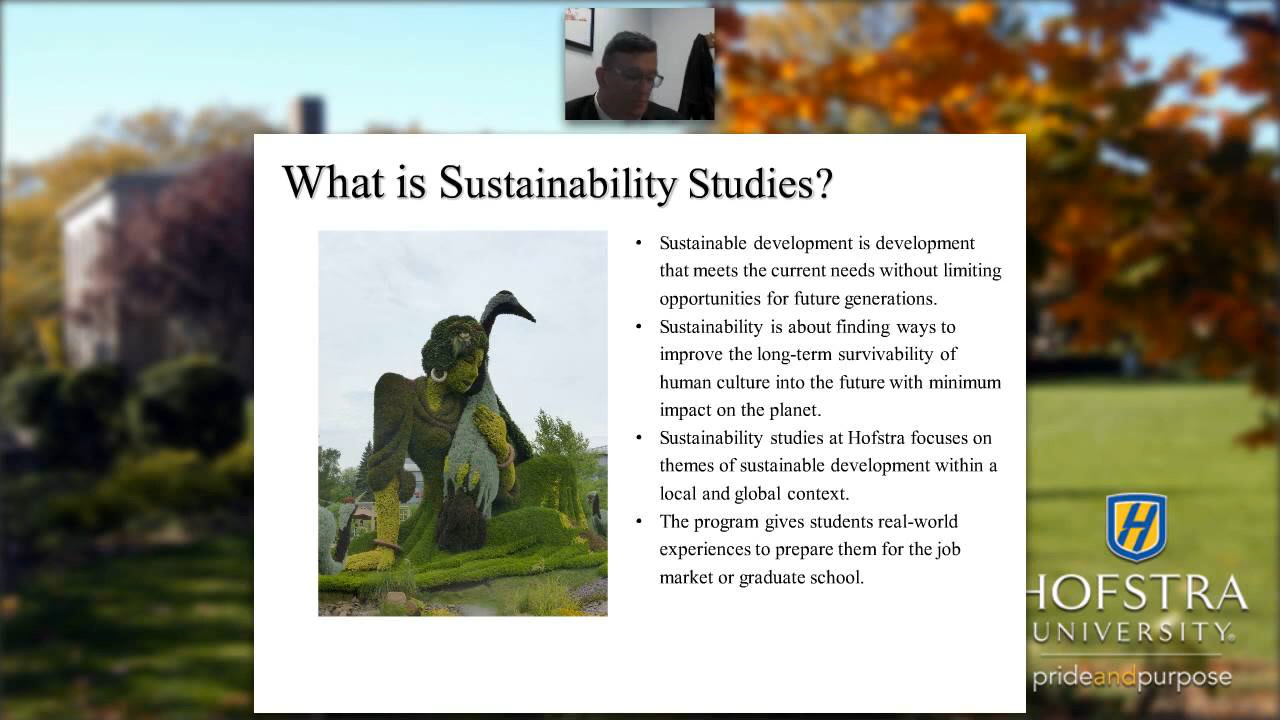 What is Sustainability Studies?
• Sustainable development is development
that meets the current needs without limiting
opportunities for future generations.
• Sustainability is about finding ways to
improve the long-term survivability of
human culture into the future with minimum
impact on the planet.
• Sustainability studies at Hofstra focuses on
themes of sustainable development within a
local and global context.
• The program gives students real-world
experiences to prepare them for the job
market or graduate school.
H
HOFSTRA
UNIVERSITY®
prideandpurpose